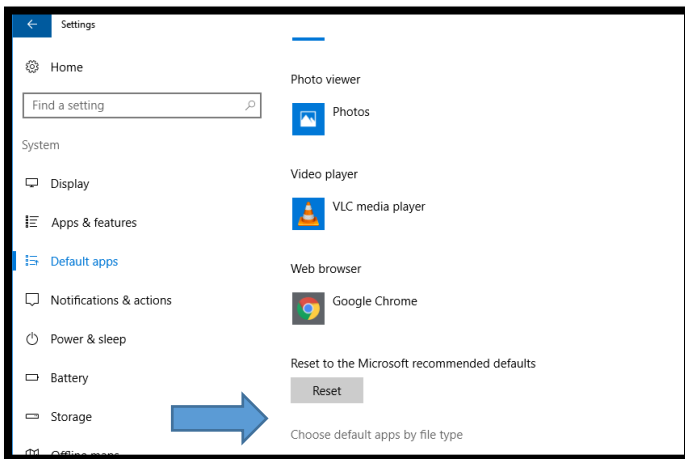 Settings
Home
Find a setting
System
Display
Apps & features
Default apps
Notifications & actions
Power & sleep
Battery
Storage
Offline maps
Photo viewer
Photos
Video player
VLC media player
Web browser
Google Chrome
Reset to the Microsoft recommended defaults
Reset
Choose default apps by file type